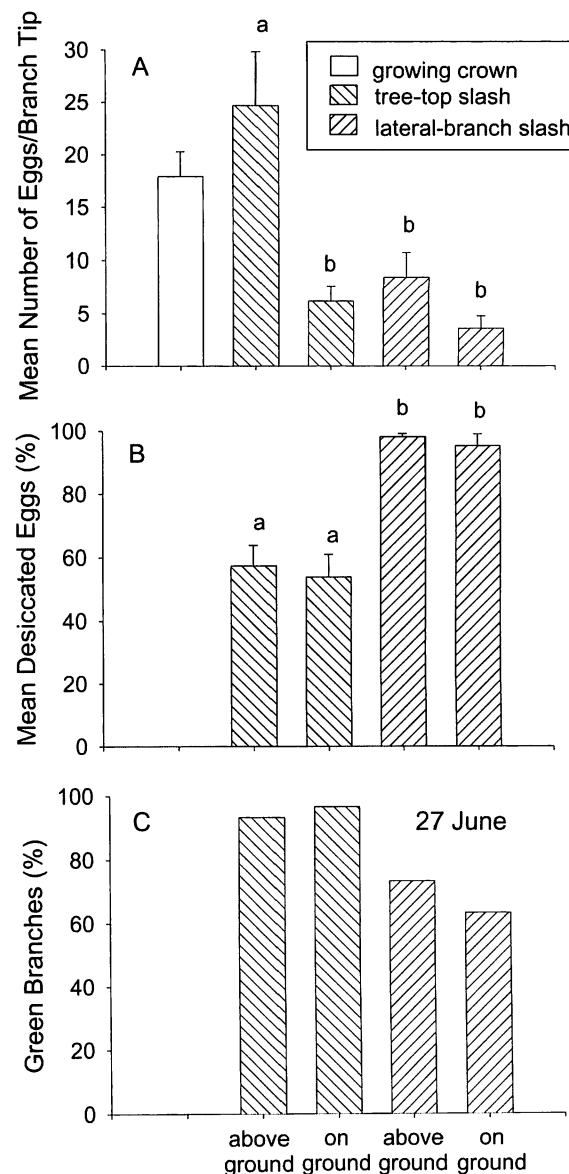 a
30
A
growing crown
25
tree-top slash
20
lateral-branch slash
15
b
10
b
b
5
0
Mean Number of Eggs/Branch Tip
b
b
100
B
80
a
a
60
40
20
0
Mean Desiccated Eggs (%)
100
C
27 June
80
60
40
20
0
Green Branches (%)
above on above on
ground ground ground ground